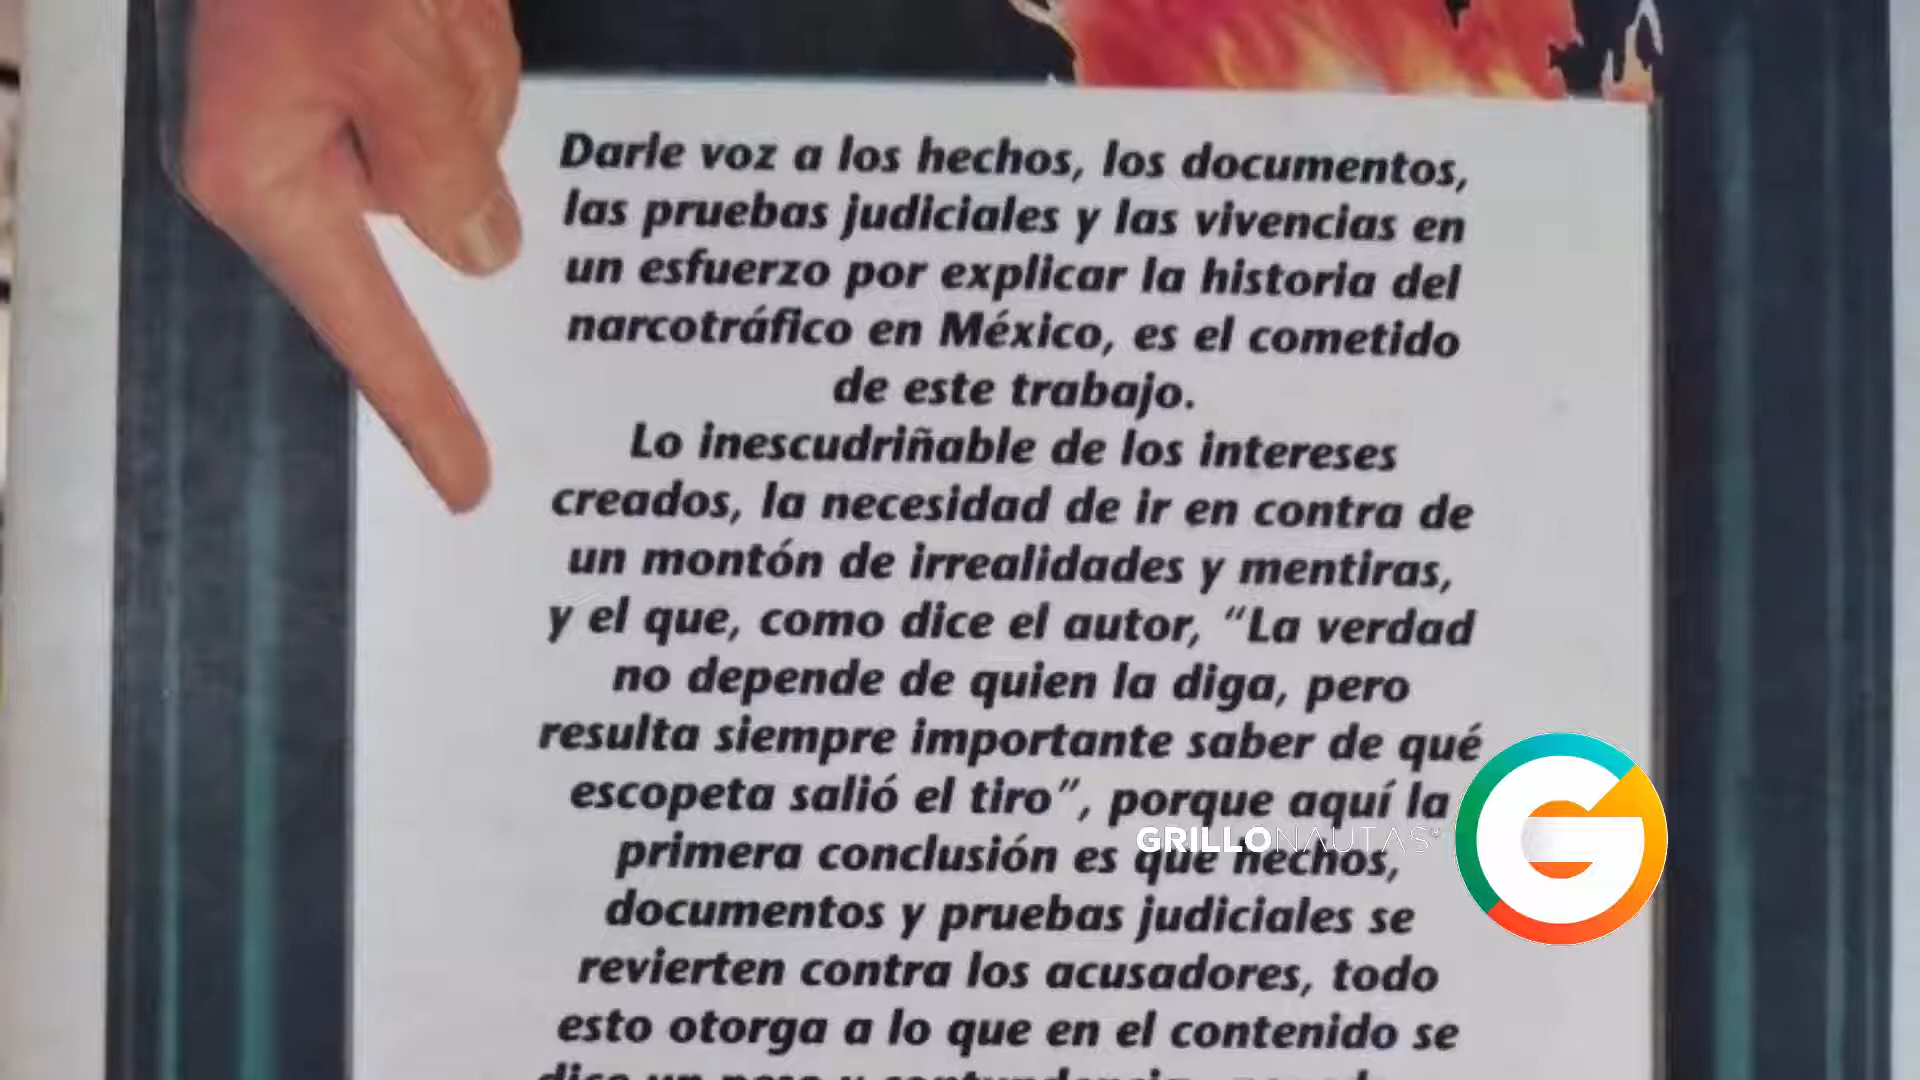 Darle voz a los hechos, los documentos,
las pruebas judiciales y las vivencias en
un esfuerzo por explicar la historia del
narcotráfico en México, es el cometido
de este trabajo.
Lo inescudriñable de los intereses
creados, la necesidad de ir en contra de
un montón de irrealidades y mentiras,
y el que, como dice el autor, “La verdad
no depende de quien la diga, pero
resulta siempre importante saber de qué
escopeta salió el tiro”, porque aquí la
primera conclusión es que hechos,
documentos y pruebas judiciales se
revierten contra los acusadores, todo
esto otorga a lo que en el contenido se
GRILLONAUTAS
G